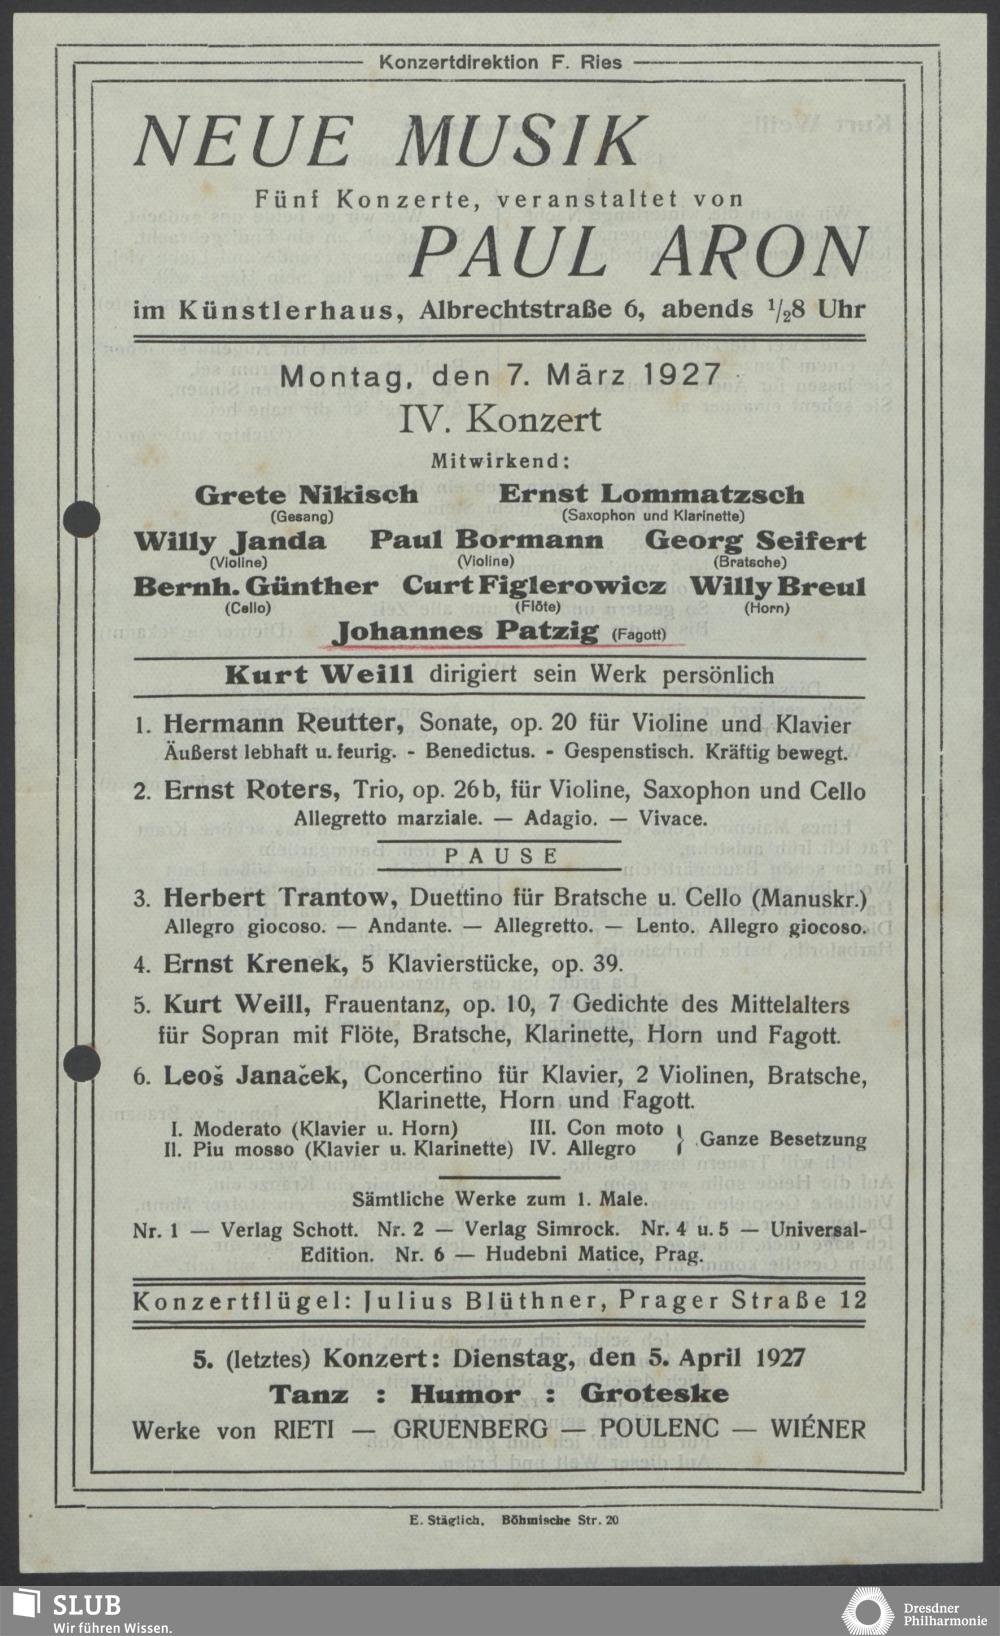 Konzertdirektion F. Ries
NEUE MUSIK
Fünf Konzerte, veranstaltet von
PAUL ARON
im Künstlerhaus, Albrechtstraße 6, abends ½8 Uhr
Montag, den 7. März 1927
IV. Konzert
Mitwirkend:
Grete Nikisch Ernst Lommatzsch
(Gesang) (Saxophon und Klarinette)
Willy Janda Paul Bormann Georg Seifert
(Violine) (Violine) (Bratsche)
Bernh. Günther Curt Figlerowicz Willy Breul
(Cello) (Flöte) (Horn)
Johannes Patzig (Fagott)
Kurt Weill dirigiert sein Werk persönlich
1. Hermann Reutter, Sonate, op. 20 für Violine und Klavier
Äußerst lebhaft u. feurig. - Benedictus. - Gespenstisch. Kräftig bewegt.
2. Ernst Roters, Trio, op. 26b, für Violine, Saxophon und Cello
Allegretto marziale. — Adagio. — Vivace.
PAUSE
3. Herbert Trantow, Duettino für Bratsche u. Cello (Manuskr.)
Allegro giocoso. — Andante. — Allegretto. — Lento. Allegro giocoso.
4. Ernst Krenek, 5 Klavierstücke, op. 39.
5. Kurt Weill, Frauentanz, op. 10, 7 Gedichte des Mittelalters
für Sopran mit Flöte, Bratsche, Klarinette, Horn und Fagott.
6. Leoš Janaček, Concertino für Klavier, 2 Violinen, Bratsche,
Klarinette, Horn und Fagott.
I. Moderato (Klavier u. Horn) III. Con moto } Ganze Besetzung
II. Piu mosso (Klavier u. Klarinette) IV. Allegro
Sämtliche Werke zum 1. Male.
Nr. 1 — Verlag Schott. Nr. 2 — Verlag Simrock. Nr. 4 u. 5 — Universal-
Edition. Nr. 6 — Hudebni Matice, Prag.
Konzertflügel: Julius Blüthner, Prager Straße 12
5. (letztes) Konzert: Dienstag, den 5. April 1927
Tanz : Humor : Groteske
Werke von RIETI — GRUENBERG — POULENC — WIÉNER
E. Stäglich, Böhmische Str. 20
SLUB
Wir führen Wissen.
Dresdner
Philharmonie